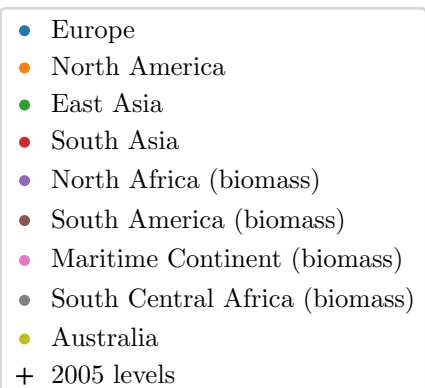 Europe
North America
East Asia
South Asia
North Africa (biomass)
South America (biomass)
Maritime Continent (biomass)
South Central Africa (biomass)
Australia
+ 2005 levels